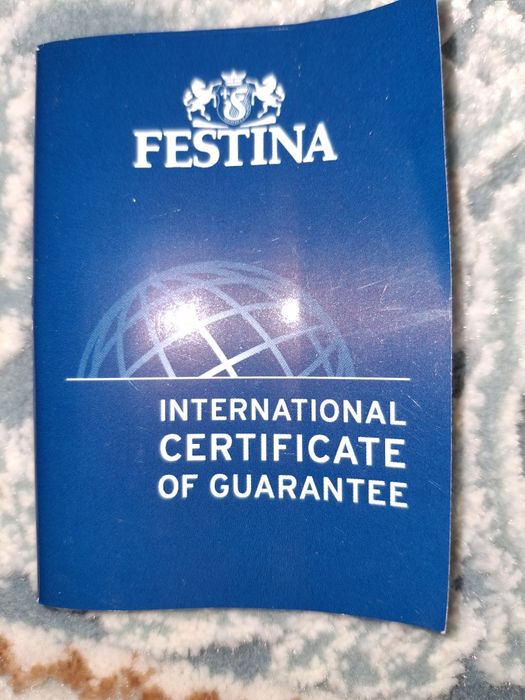 FESTINA
INTERNATIONAL
CERTIFICATE
OF GUARANTEE